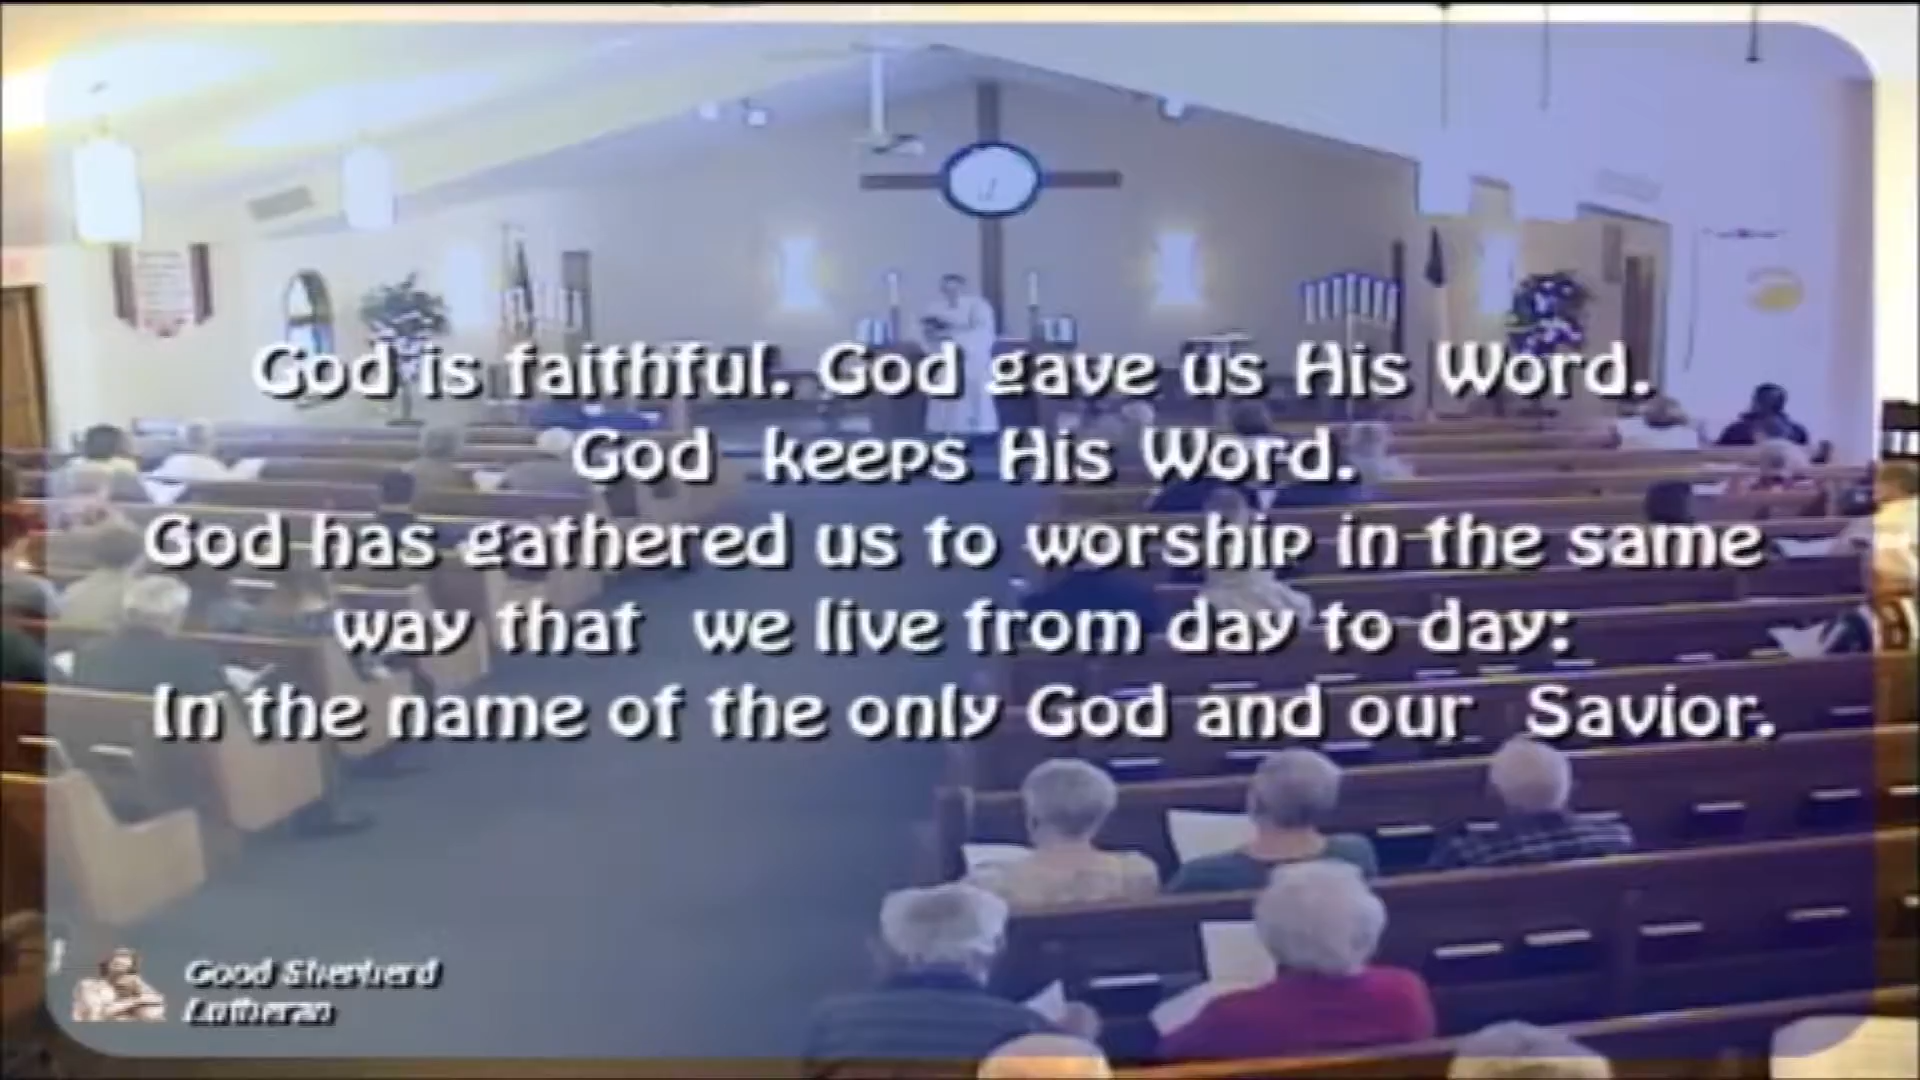 God is faithful. God gave us His Word.
God keeps His Word.
God has gathered us to worship in the same
way that we live from day to day:
In the name of the only God and our Savior.
Good Shepherd
Lutheran